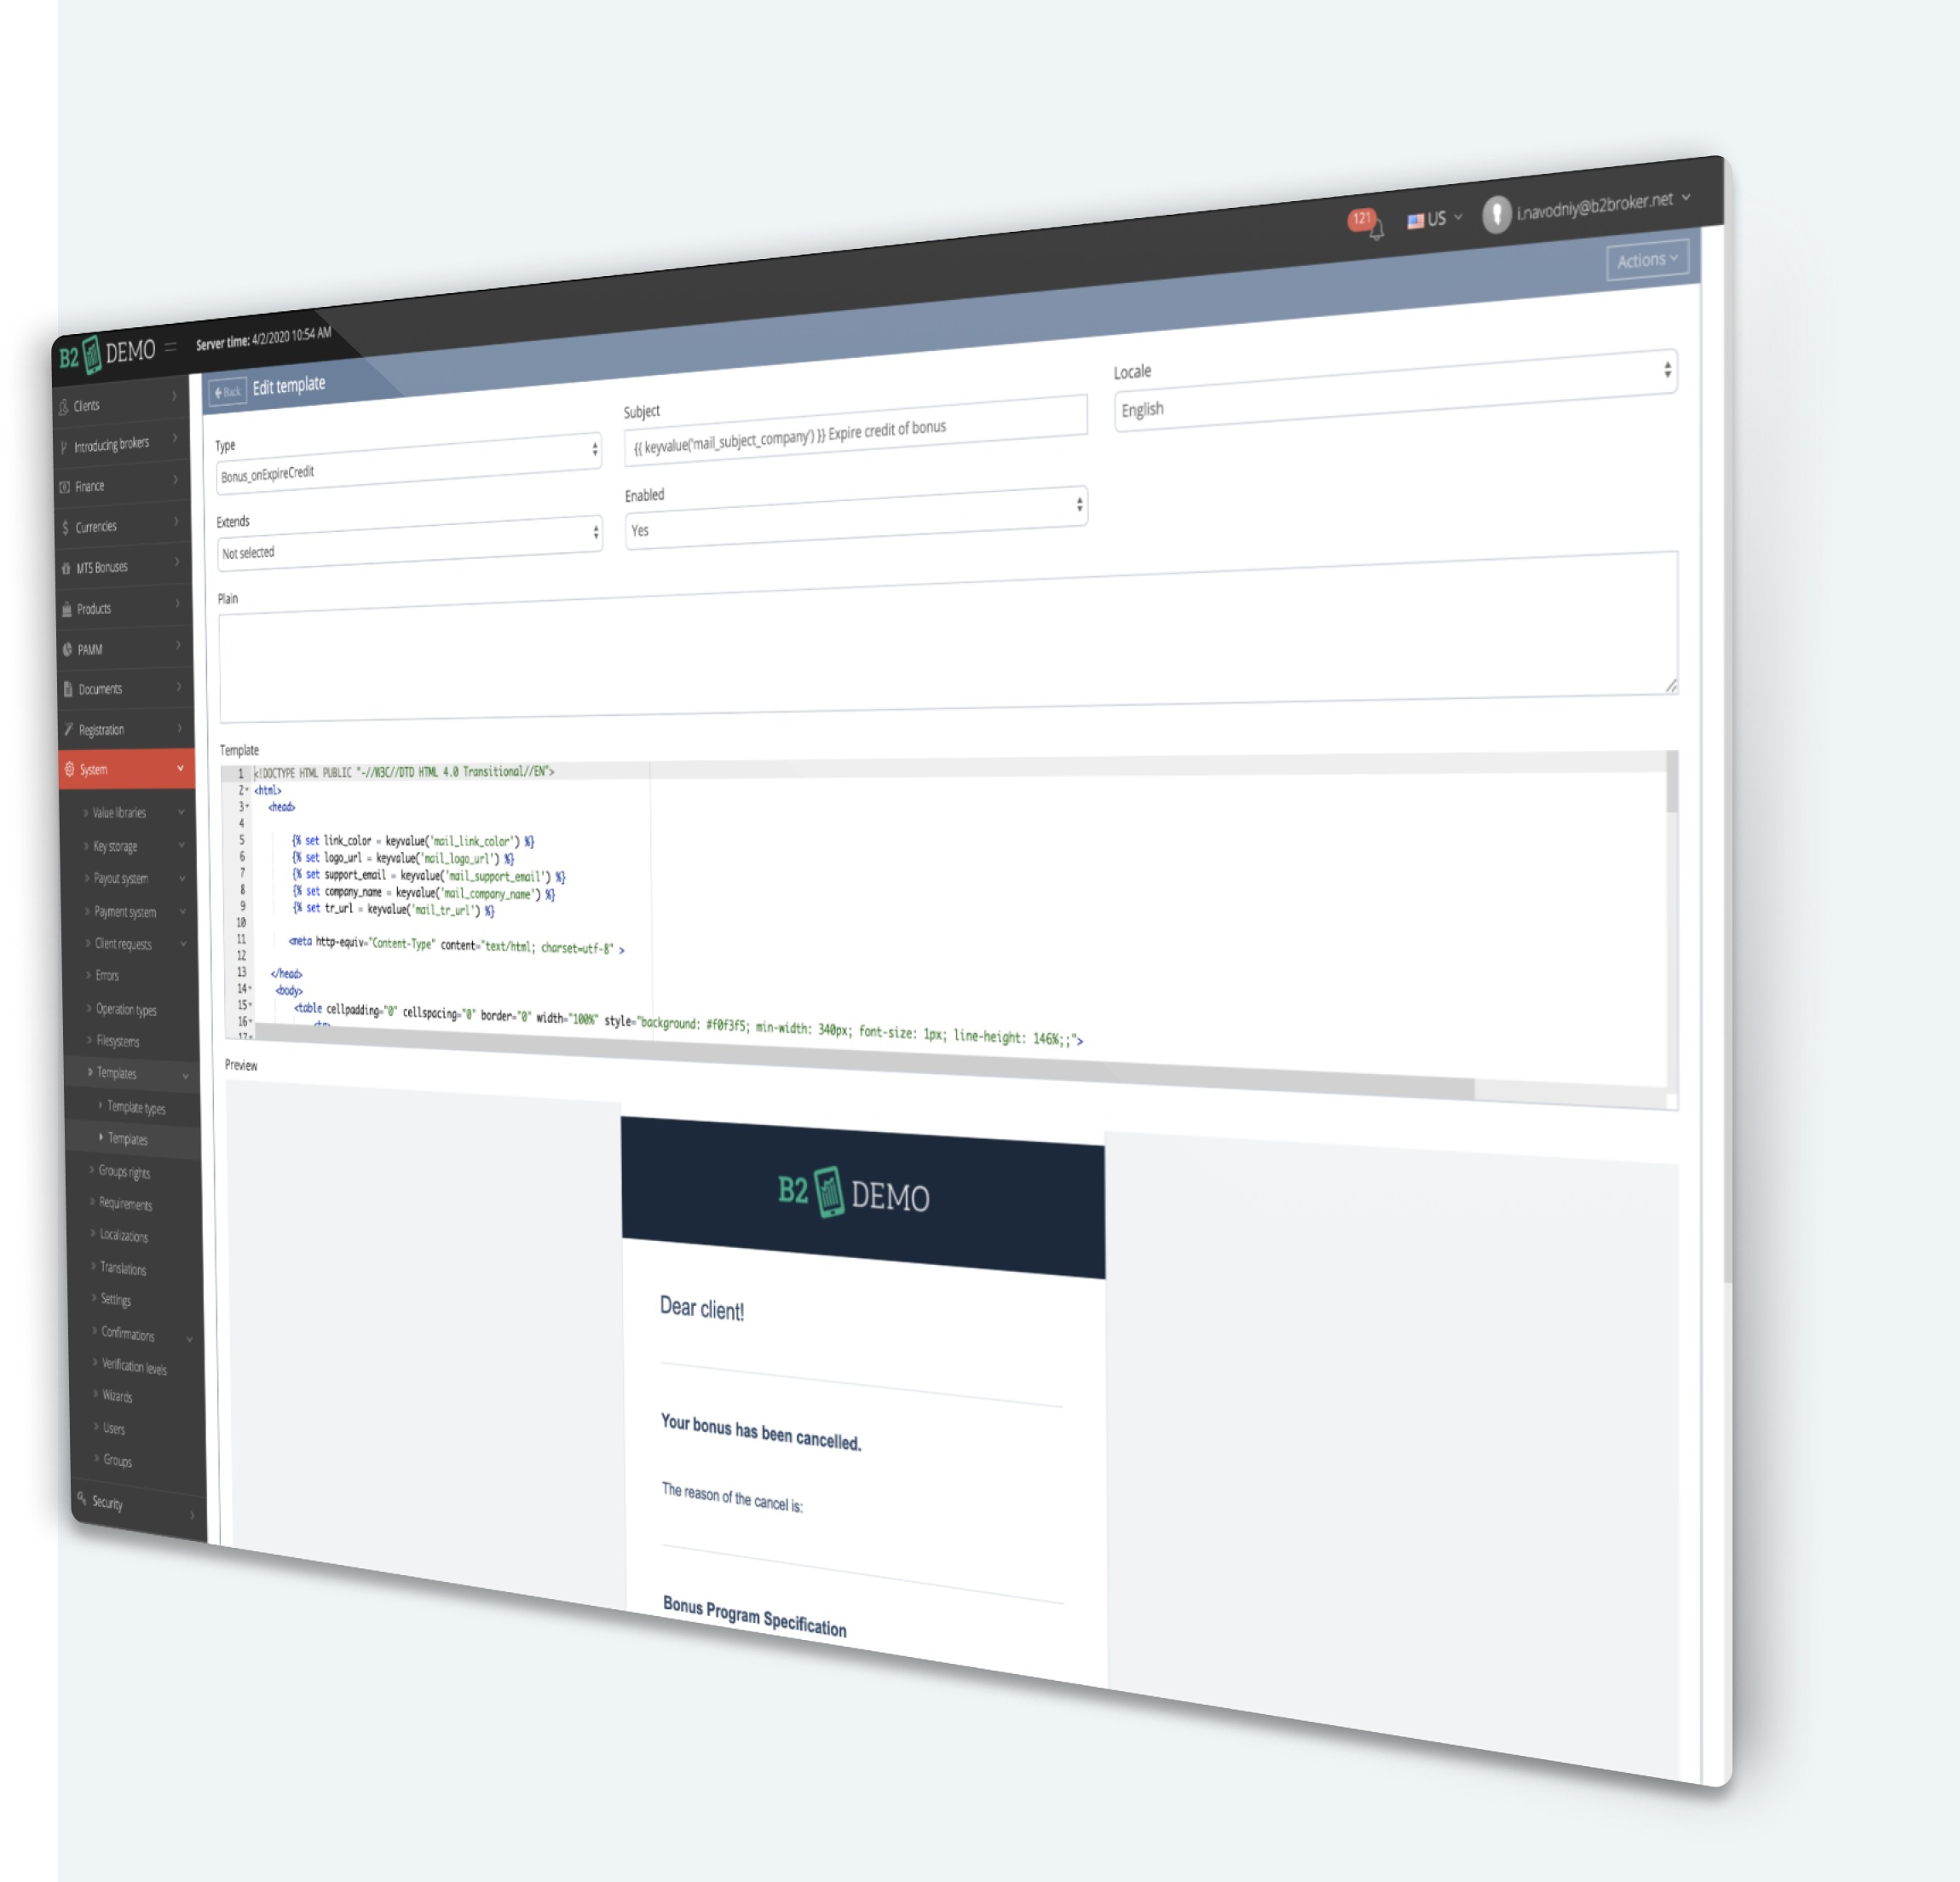 121
US
i.navodniy@b2broker.net
B2 DEMO
Server time: 4/2/2020 10:54 AM
Actions
Back
Edit template
Clients
Introducing brokers
Finance
Currencies
MT5 Bonuses
Products
PAMM
Documents
Registration
System
Value libraries
Key storage
Payout system
Payment system
Client requests
Errors
Operation types
Filesystems
Templates
Template types
Templates
Groups rights
Requirements
Localizations
Translations
Settings
Confirmations
Verification levels
Wizards
Users
Groups
Security
Type
Bonus_onExpireCredit
Subject
{{ keyvalue('mail_subject_company') }} Expire credit of bonus
Locale
English
Extends
Not selected
Enabled
Yes
Plain
Template
1 <!DOCTYPE HTML PUBLIC "-//W3C//DTD HTML 4.0 Transitional//EN">
2 <html>
3 <head>
4
5 {% set link_color = keyvalue('mail_link_color') %}
6 {% set logo_url = keyvalue('mail_logo_url') %}
7 {% set support_email = keyvalue('mail_support_email') %}
8 {% set company_name = keyvalue('mail_company_name') %}
9 {% set tr_url = keyvalue('mail_tr_url') %}
10
11 <meta http-equiv="Content-Type" content="text/html; charset=utf-8" >
12
13 </head>
14 <body>
15 <table cellpadding="0" cellspacing="0" border="0" width="100%" style="background: #f0f3f5; min-width: 340px; font-size: 1px; line-height: 146%;;">
16 <tr>
17
Preview
B2 DEMO
Dear client!
Your bonus has been cancelled.
The reason of the cancel is:
Bonus Program Specification